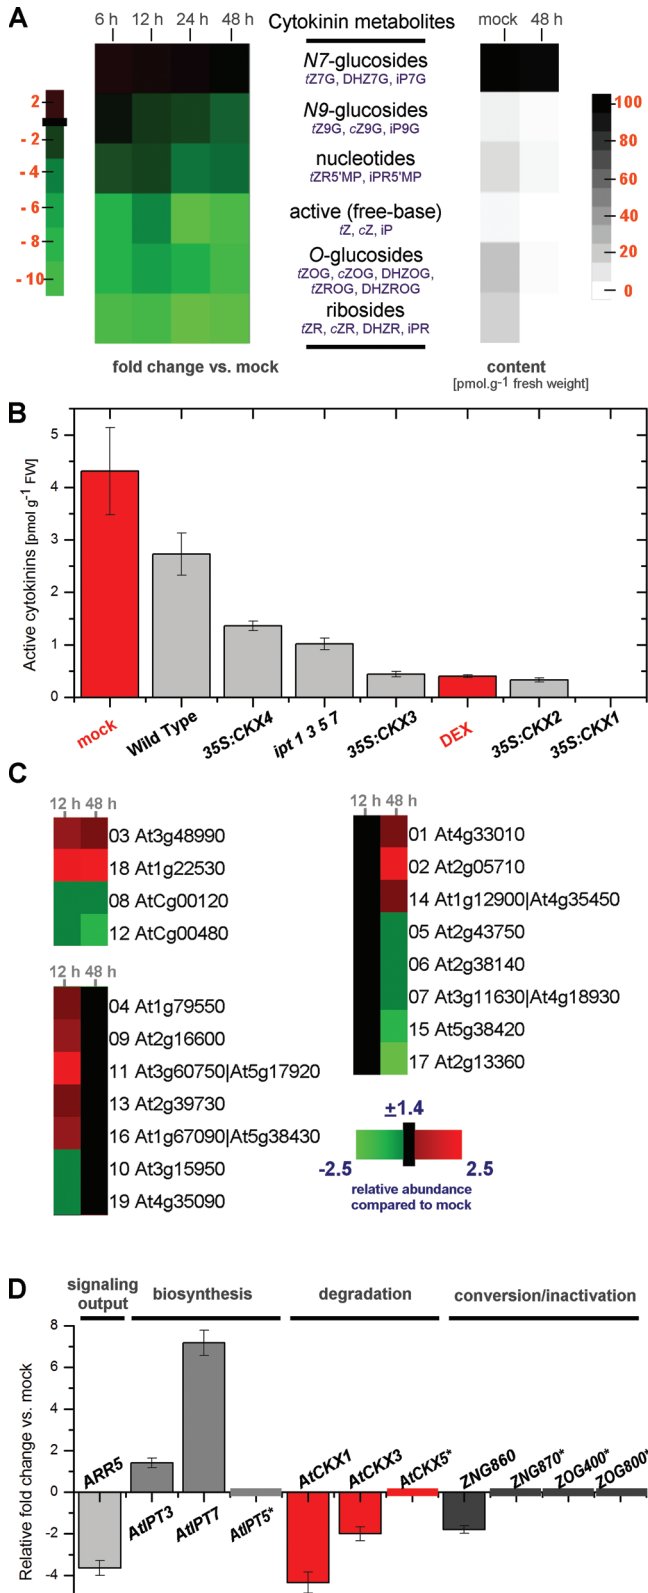 A
6 h 12 h 24 h 48 h
Cytokinin metabolites
mock 48 h
2
- 2
- 4
- 6
- 8
- 10
N7-glucosides
tZ7G, DHZ7G, iP7G
N9-glucosides
tZ9G, cZ9G, iP9G
nucleotides
tZR5'MP, iPR5'MP
active (free-base)
tZ, cZ, iP
O-glucosides
tZOG, cZOG, DHZOG,
tZROG, DHZROG
ribosides
tZR, cZR, DHZR, iPR
100
80
60
40
20
0
fold change vs. mock
content
[pmol.g-1 fresh weight]
B
Active cytokinins [pmol g-1 FW]
5
4
3
2
1
0
mock
Wild Type
35S:CKX4
ipt 1 3 5 7
35S:CKX3
DEX
35S:CKX2
35S:CKX1
C
12 h 48 h
03 At3g48990
18 At1g22530
08 AtCg00120
12 AtCg00480
12 h 48 h
04 At1g79550
09 At2g16600
11 At3g60750|At5g17920
13 At2g39730
16 At1g67090|At5g38430
10 At3g15950
19 At4g35090
12 h 48 h
01 At4g33010
02 At2g05710
14 At1g12900|At4g35450
05 At2g43750
06 At2g38140
07 At3g11630|At4g18930
15 At5g38420
17 At2g13360
±1.4
-2.5 2.5
relative abundance
compared to mock
D
signaling
output
biosynthesis
degradation
conversion/inactivation
Relative fold change vs. mock
8
6
4
2
0
-2
-4
ARR5
AtIPT3
AtIPT7
AtIPT5*
AtCKX1
AtCKX3
AtCKX5*
ZNG860
ZNG870*
ZOG400*
ZOG800*